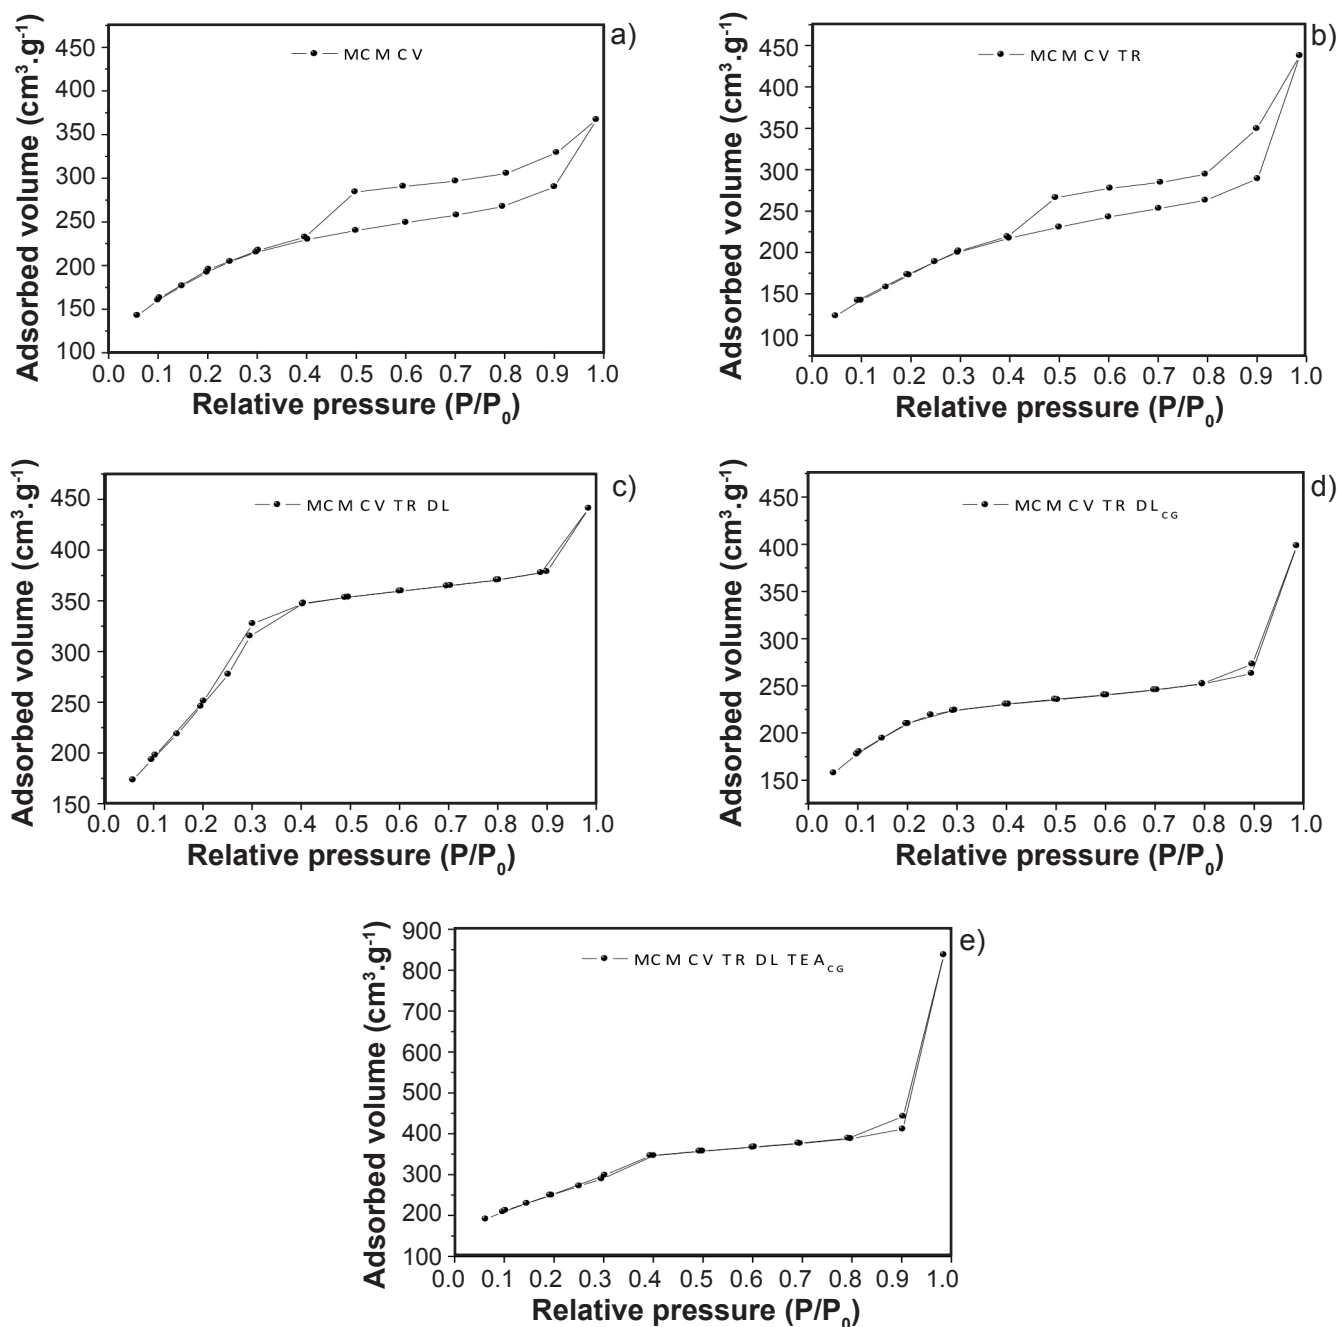 a)
MCM CV
Adsorbed volume (cm³.g⁻¹)
450
400
350
300
250
200
150
100
0.0 0.1 0.2 0.3 0.4 0.5 0.6 0.7 0.8 0.9 1.0
Relative pressure (P/P₀)
b)
MCM CV TR
Adsorbed volume (cm³.g⁻¹)
450
400
350
300
250
200
150
100
0.0 0.1 0.2 0.3 0.4 0.5 0.6 0.7 0.8 0.9 1.0
Relative pressure (P/P₀)
c)
MCM CV TR DL
Adsorbed volume (cm³.g⁻¹)
450
400
350
300
250
200
150
0.0 0.1 0.2 0.3 0.4 0.5 0.6 0.7 0.8 0.9 1.0
Relative pressure (P/P₀)
d)
MCM CV TR DL CG
Adsorbed volume (cm³.g⁻¹)
450
400
350
300
250
200
150
0.0 0.1 0.2 0.3 0.4 0.5 0.6 0.7 0.8 0.9 1.0
Relative pressure (P/P₀)
e)
MCM CV TR DL TEA CG
Adsorbed volume (cm³.g⁻¹)
900
800
700
600
500
400
300
200
100
0.0 0.1 0.2 0.3 0.4 0.5 0.6 0.7 0.8 0.9 1.0
Relative pressure (P/P₀)